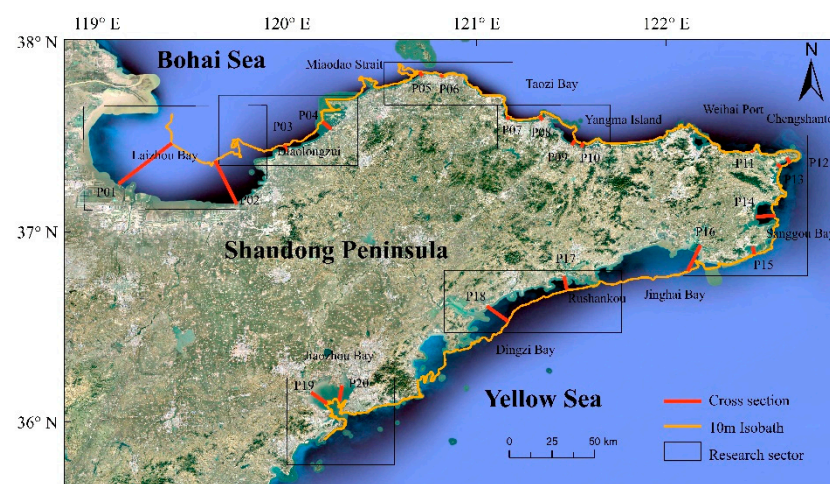 119° E 120° E 121° E 122° E
38° N
37° N
36° N
N
Bohai Sea
Miaodao Strait
P05 P06
Taozi Bay
Yangma Island
Weihai Port
P04
P03
P07
P08
P09
P10
P11
P12
P13
Laizhou Bay
P01
P02
P14
Sanggou Bay
P15
P16
Shandong Peninsula
P17
P18
Rushankou
Jinghai Bay
Dingzi Bay
Jiaozhou Bay
P19
P20
Yellow Sea
Cross section
10m Isobath
Research sector
0 25 50 km